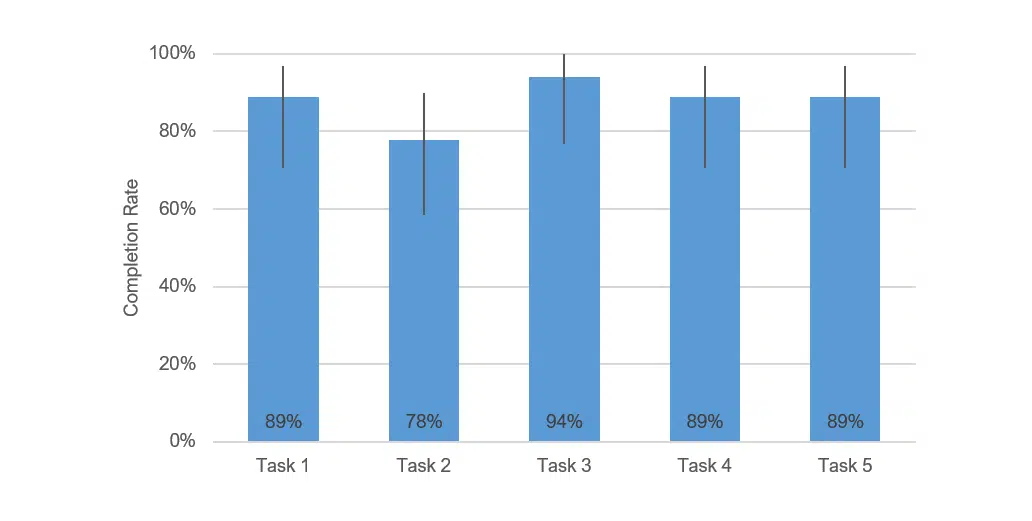 100%
80%
60%
40%
20%
0%
Completion Rate
89%
78%
94%
89%
89%
Task 1
Task 2
Task 3
Task 4
Task 5